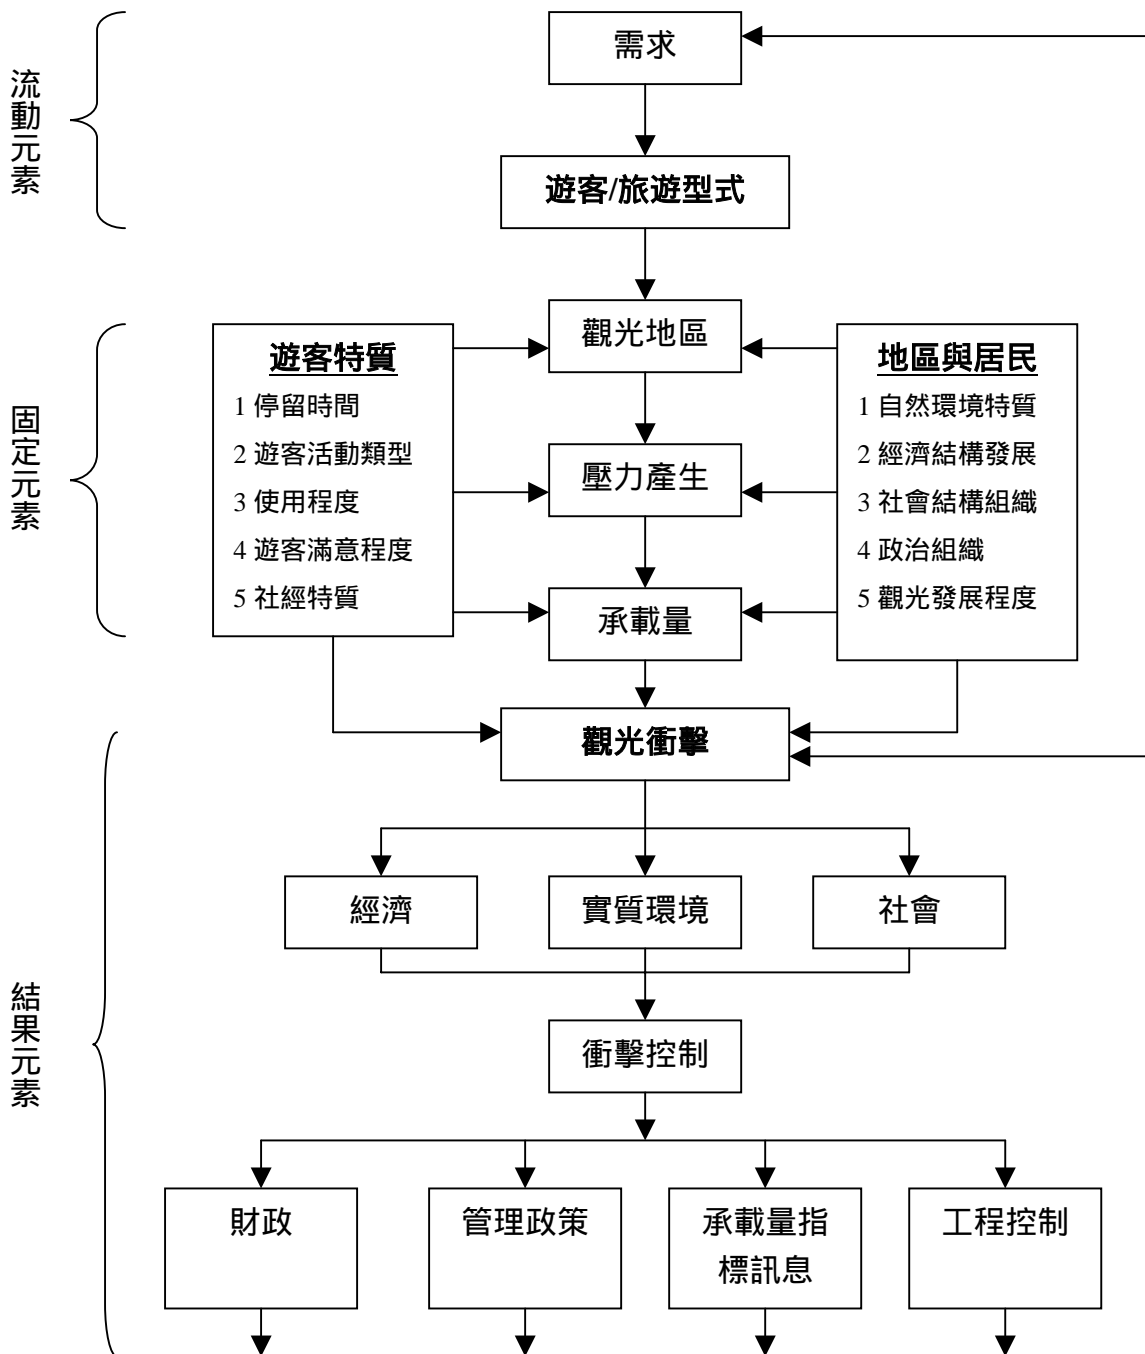 需求
流動元素
遊客/旅遊型式
觀光地區
遊客特質
1 停留時間
2 遊客活動類型
3 使用程度
4 遊客滿意程度
5 社經特質
地區與居民
1 自然環境特質
2 經濟結構發展
3 社會結構組織
4 政治組織
5 觀光發展程度
固定元素
壓力產生
承載量
觀光衝擊
經濟
實質環境
社會
結果元素
衝擊控制
財政
管理政策
承載量指
標訊息
工程控制